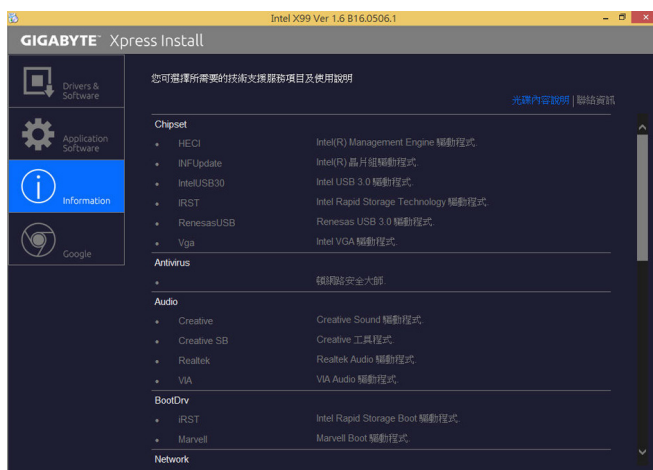 Intel X99 Ver 1.6 B16.0506.1
GIGABYTE™ Xpress Install
Drivers & Software
Application Software
Information
Google
您可選擇所需要的技術支援服務項目及使用說明
光碟內容說明 | 聯絡資訊
Chipset
• HECI Intel(R) Management Engine 驅動程式.
• INFUpdate Intel(R) 晶片組驅動程式.
• IntelUSB30 Intel USB 3.0 驅動程式.
• IRST Intel Rapid Storage Technology 驅動程式.
• RenesasUSB Renesas USB 3.0 驅動程式.
• Vga Intel VGA 驅動程式.
Antivirus
• 網路安全大師.
Audio
• Creative Creative Sound 驅動程式.
• Creative SB Creative 工具程式.
• Realtek Realtek Audio 驅動程式.
• VIA VIA Audio 驅動程式.
BootDrv
• iRST Intel Rapid Storage Boot 驅動程式.
• Marvell Marvell Boot 驅動程式.
Network